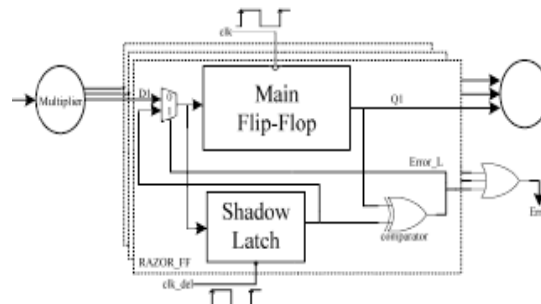 clk
Multiplier
D1
0
1
Main
Flip-Flop
Q1
Error_L
Shadow
Latch
comparator
RAZOR_FF
clk_del